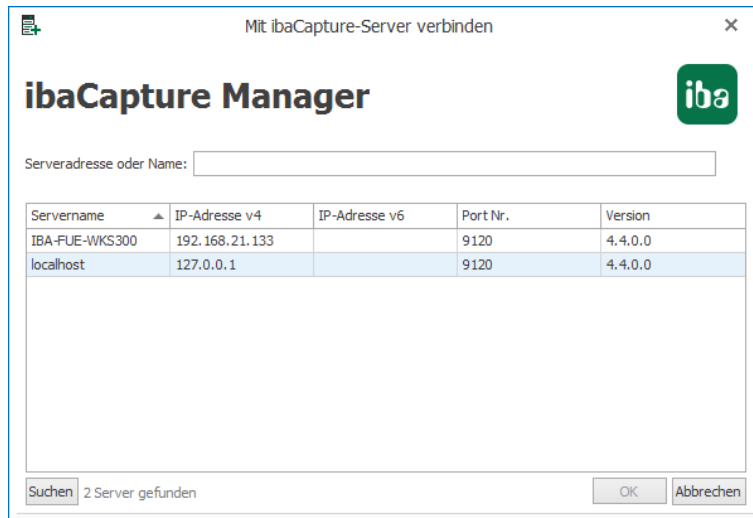 Mit ibaCapture-Server verbinden
ibaCapture Manager
iba
Serveradresse oder Name:
Servername IP-Adresse v4 IP-Adresse v6 Port Nr. Version
IBA-FUE-WKS300 192.168.21.133 9120 4.4.0.0
localhost 127.0.0.1 9120 4.4.0.0
Suchen 2 Server gefunden OK Abbrechen